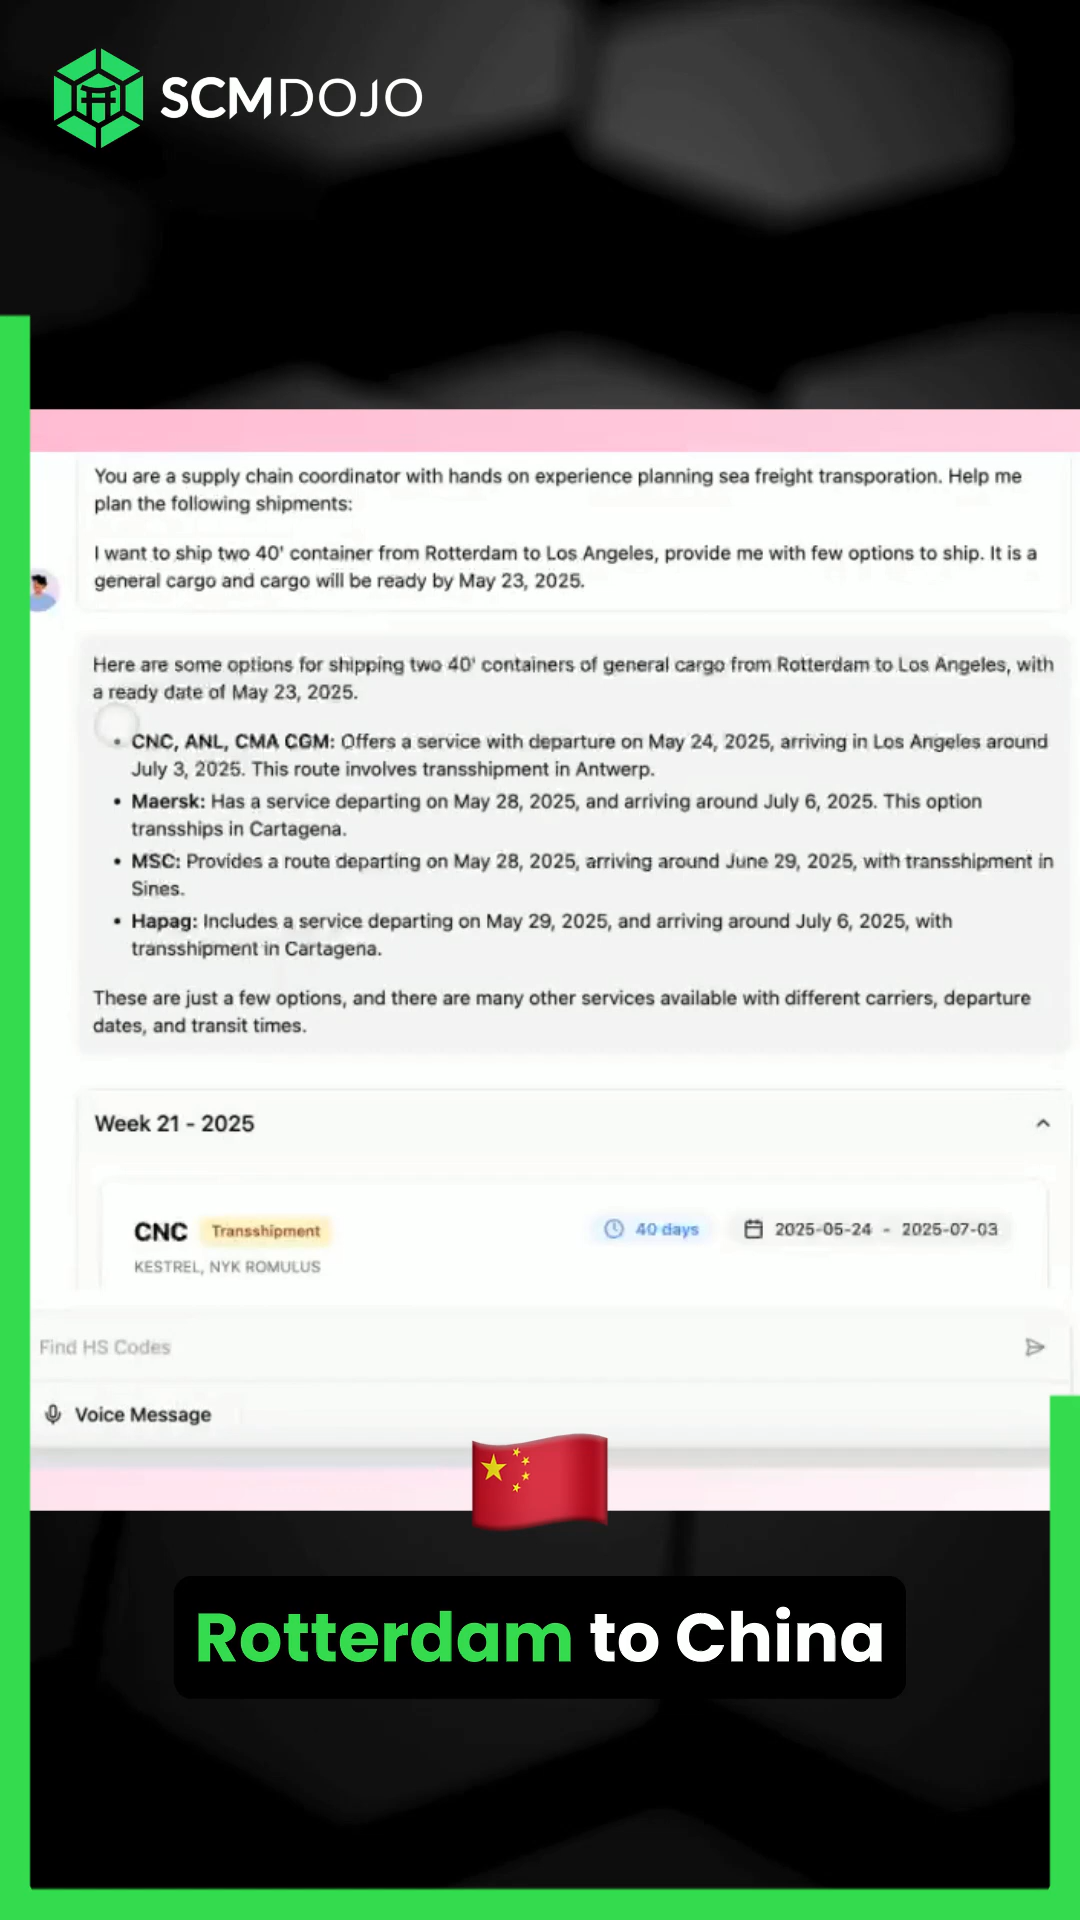 SCMDOJO
You are a supply chain coordinator with hands on experience planning sea freight transporation. Help me
plan the following shipments:
I want to ship two 40' container from Rotterdam to Los Angeles, provide me with few options to ship. It is a
general cargo and cargo will be ready by May 23, 2025.
Here are some options for shipping two 40' containers of general cargo from Rotterdam to Los Angeles, with
a ready date of May 23, 2025.
• CNC, ANL, CMA CGM: Offers a service with departure on May 24, 2025, arriving in Los Angeles around
July 3, 2025. This route involves transshipment in Antwerp.
• Maersk: Has a service departing on May 28, 2025, and arriving around July 6, 2025. This option
transships in Cartagena.
• MSC: Provides a route departing on May 28, 2025, arriving around June 29, 2025, with transshipment in
Sines.
• Hapag: Includes a service departing on May 29, 2025, and arriving around July 6, 2025, with
transshipment in Cartagena.
These are just a few options, and there are many other services available with different carriers, departure
dates, and transit times.
Week 21 - 2025
CNC Transshipment 40 days 2025-05-24 - 2025-07-03
KESTREL, NYK ROMULUS
Find HS Codes
Voice Message
Rotterdam to China